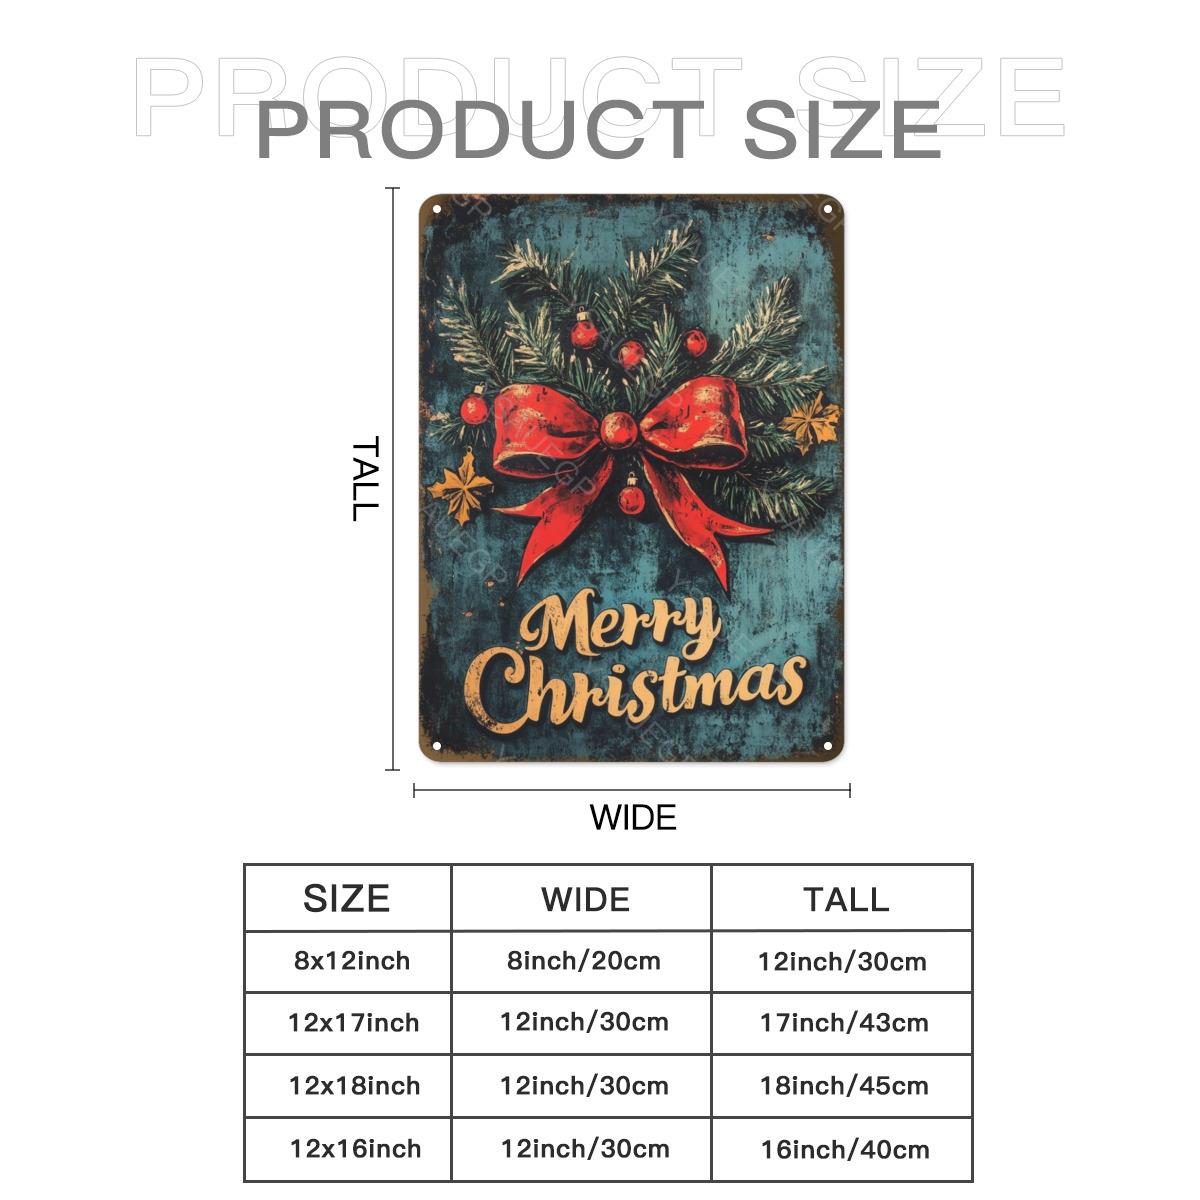 PRODUCT SIZE
PRODUCT SIZE
TALL
Merry
Christmas
WIDE
SIZE WIDE TALL
8x12inch 8inch/20cm 12inch/30cm
12x17inch 12inch/30cm 17inch/43cm
12x18inch 12inch/30cm 18inch/45cm
12x16inch 12inch/30cm 16inch/40cm